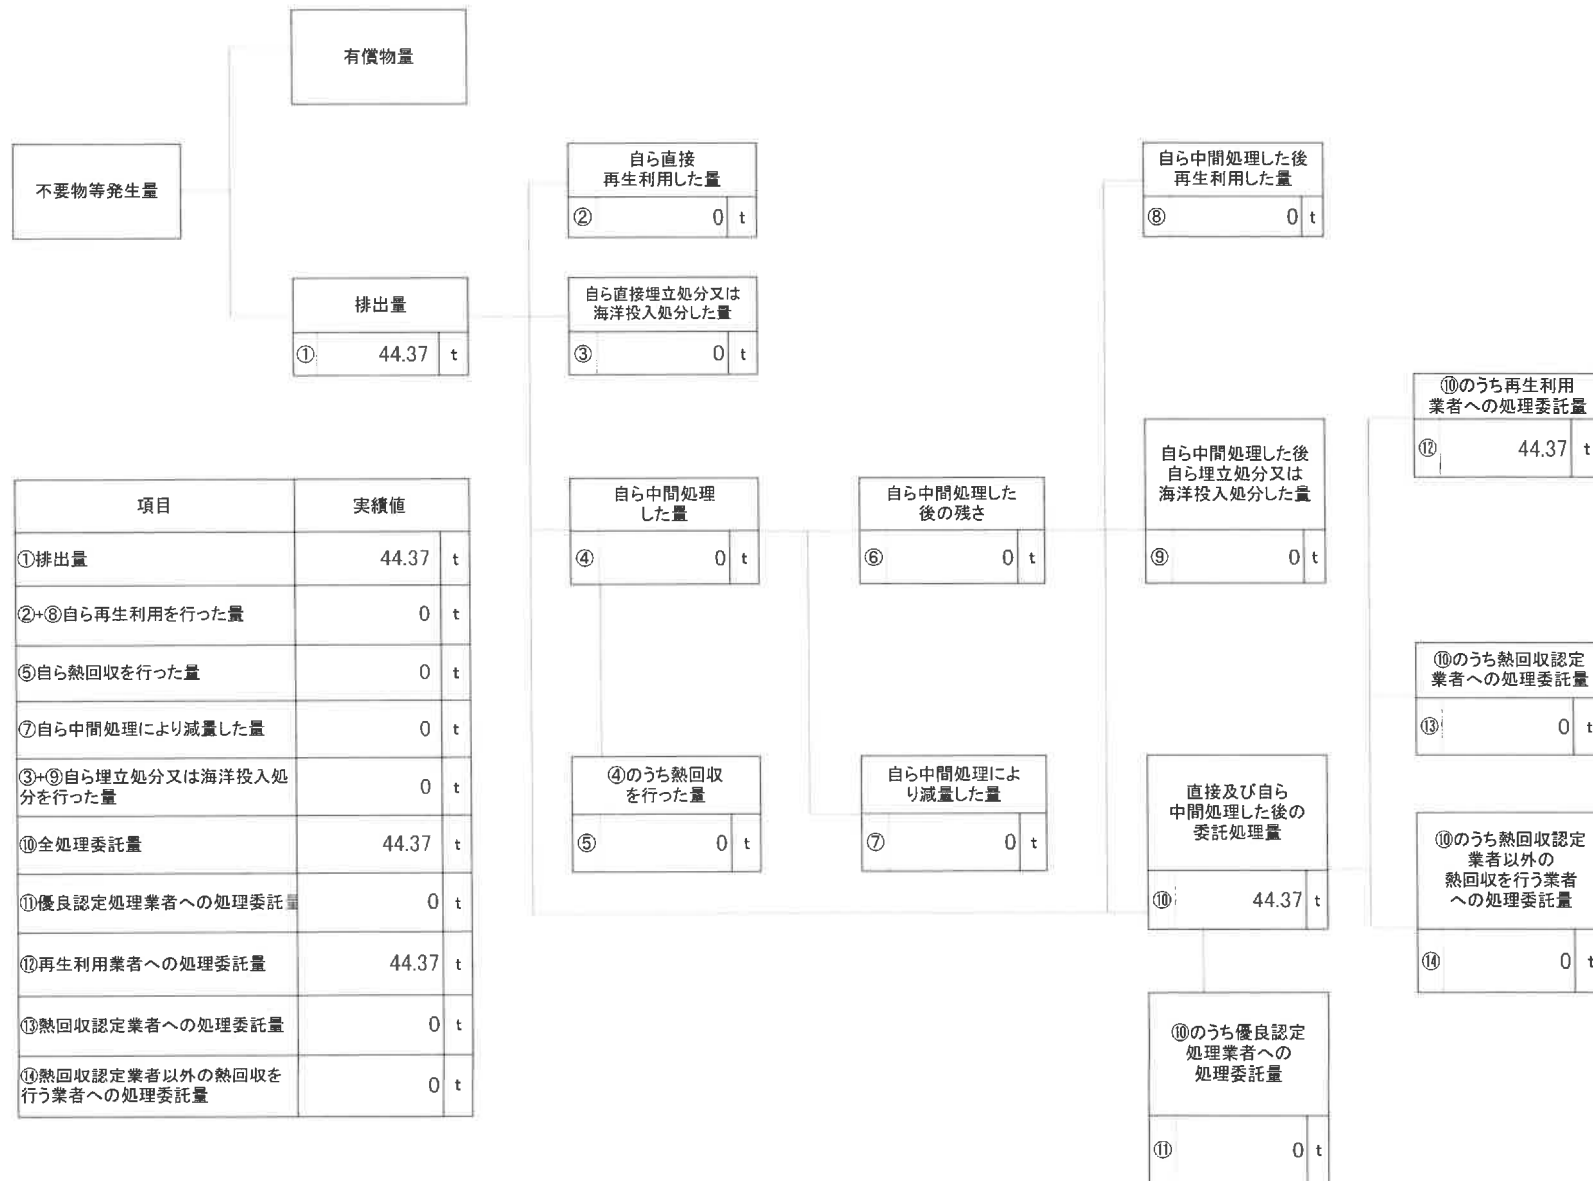 有償物量
不要物等発生量
排出量
① 44.37 t
自ら直接
再生利用した量
② 0 t
自ら直接埋立処分又は
海洋投入処分した量
③ 0 t
自ら中間処理
した量
④ 0 t
④のうち熱回収
を行った量
⑤ 0 t
自ら中間処理した
後の残さ
⑥ 0 t
自ら中間処理によ
り減量した量
⑦ 0 t
自ら中間処理した後
再生利用した量
⑧ 0 t
自ら中間処理した後
自ら埋立処分又は
海洋投入処分した量
⑨ 0 t
直接及び自ら
中間処理した後の
委託処理量
⑩ 44.37 t
⑩のうち優良認定
処理業者への
処理委託量
⑪ 0 t
⑩のうち再生利用
業者への処理委託量
⑫ 44.37 t
⑩のうち熱回収認定
業者への処理委託量
⑬ 0 t
⑩のうち熱回収認定
業者以外の
熱回収を行う業者
への処理委託量
⑭ 0 t
項目 実績値
①排出量 44.37 t
②+⑧自ら再生利用を行った量 0 t
⑤自ら熱回収を行った量 0 t
⑦自ら中間処理により減量した量 0 t
③+⑨自ら埋立処分又は海洋投入処
分を行った量 0 t
⑩全処理委託量 44.37 t
⑪優良認定処理業者への処理委託量 0 t
⑫再生利用業者への処理委託量 44.37 t
⑬熱回収認定業者への処理委託量 0 t
⑭熱回収認定業者以外の熱回収を
行う業者への処理委託量 0 t